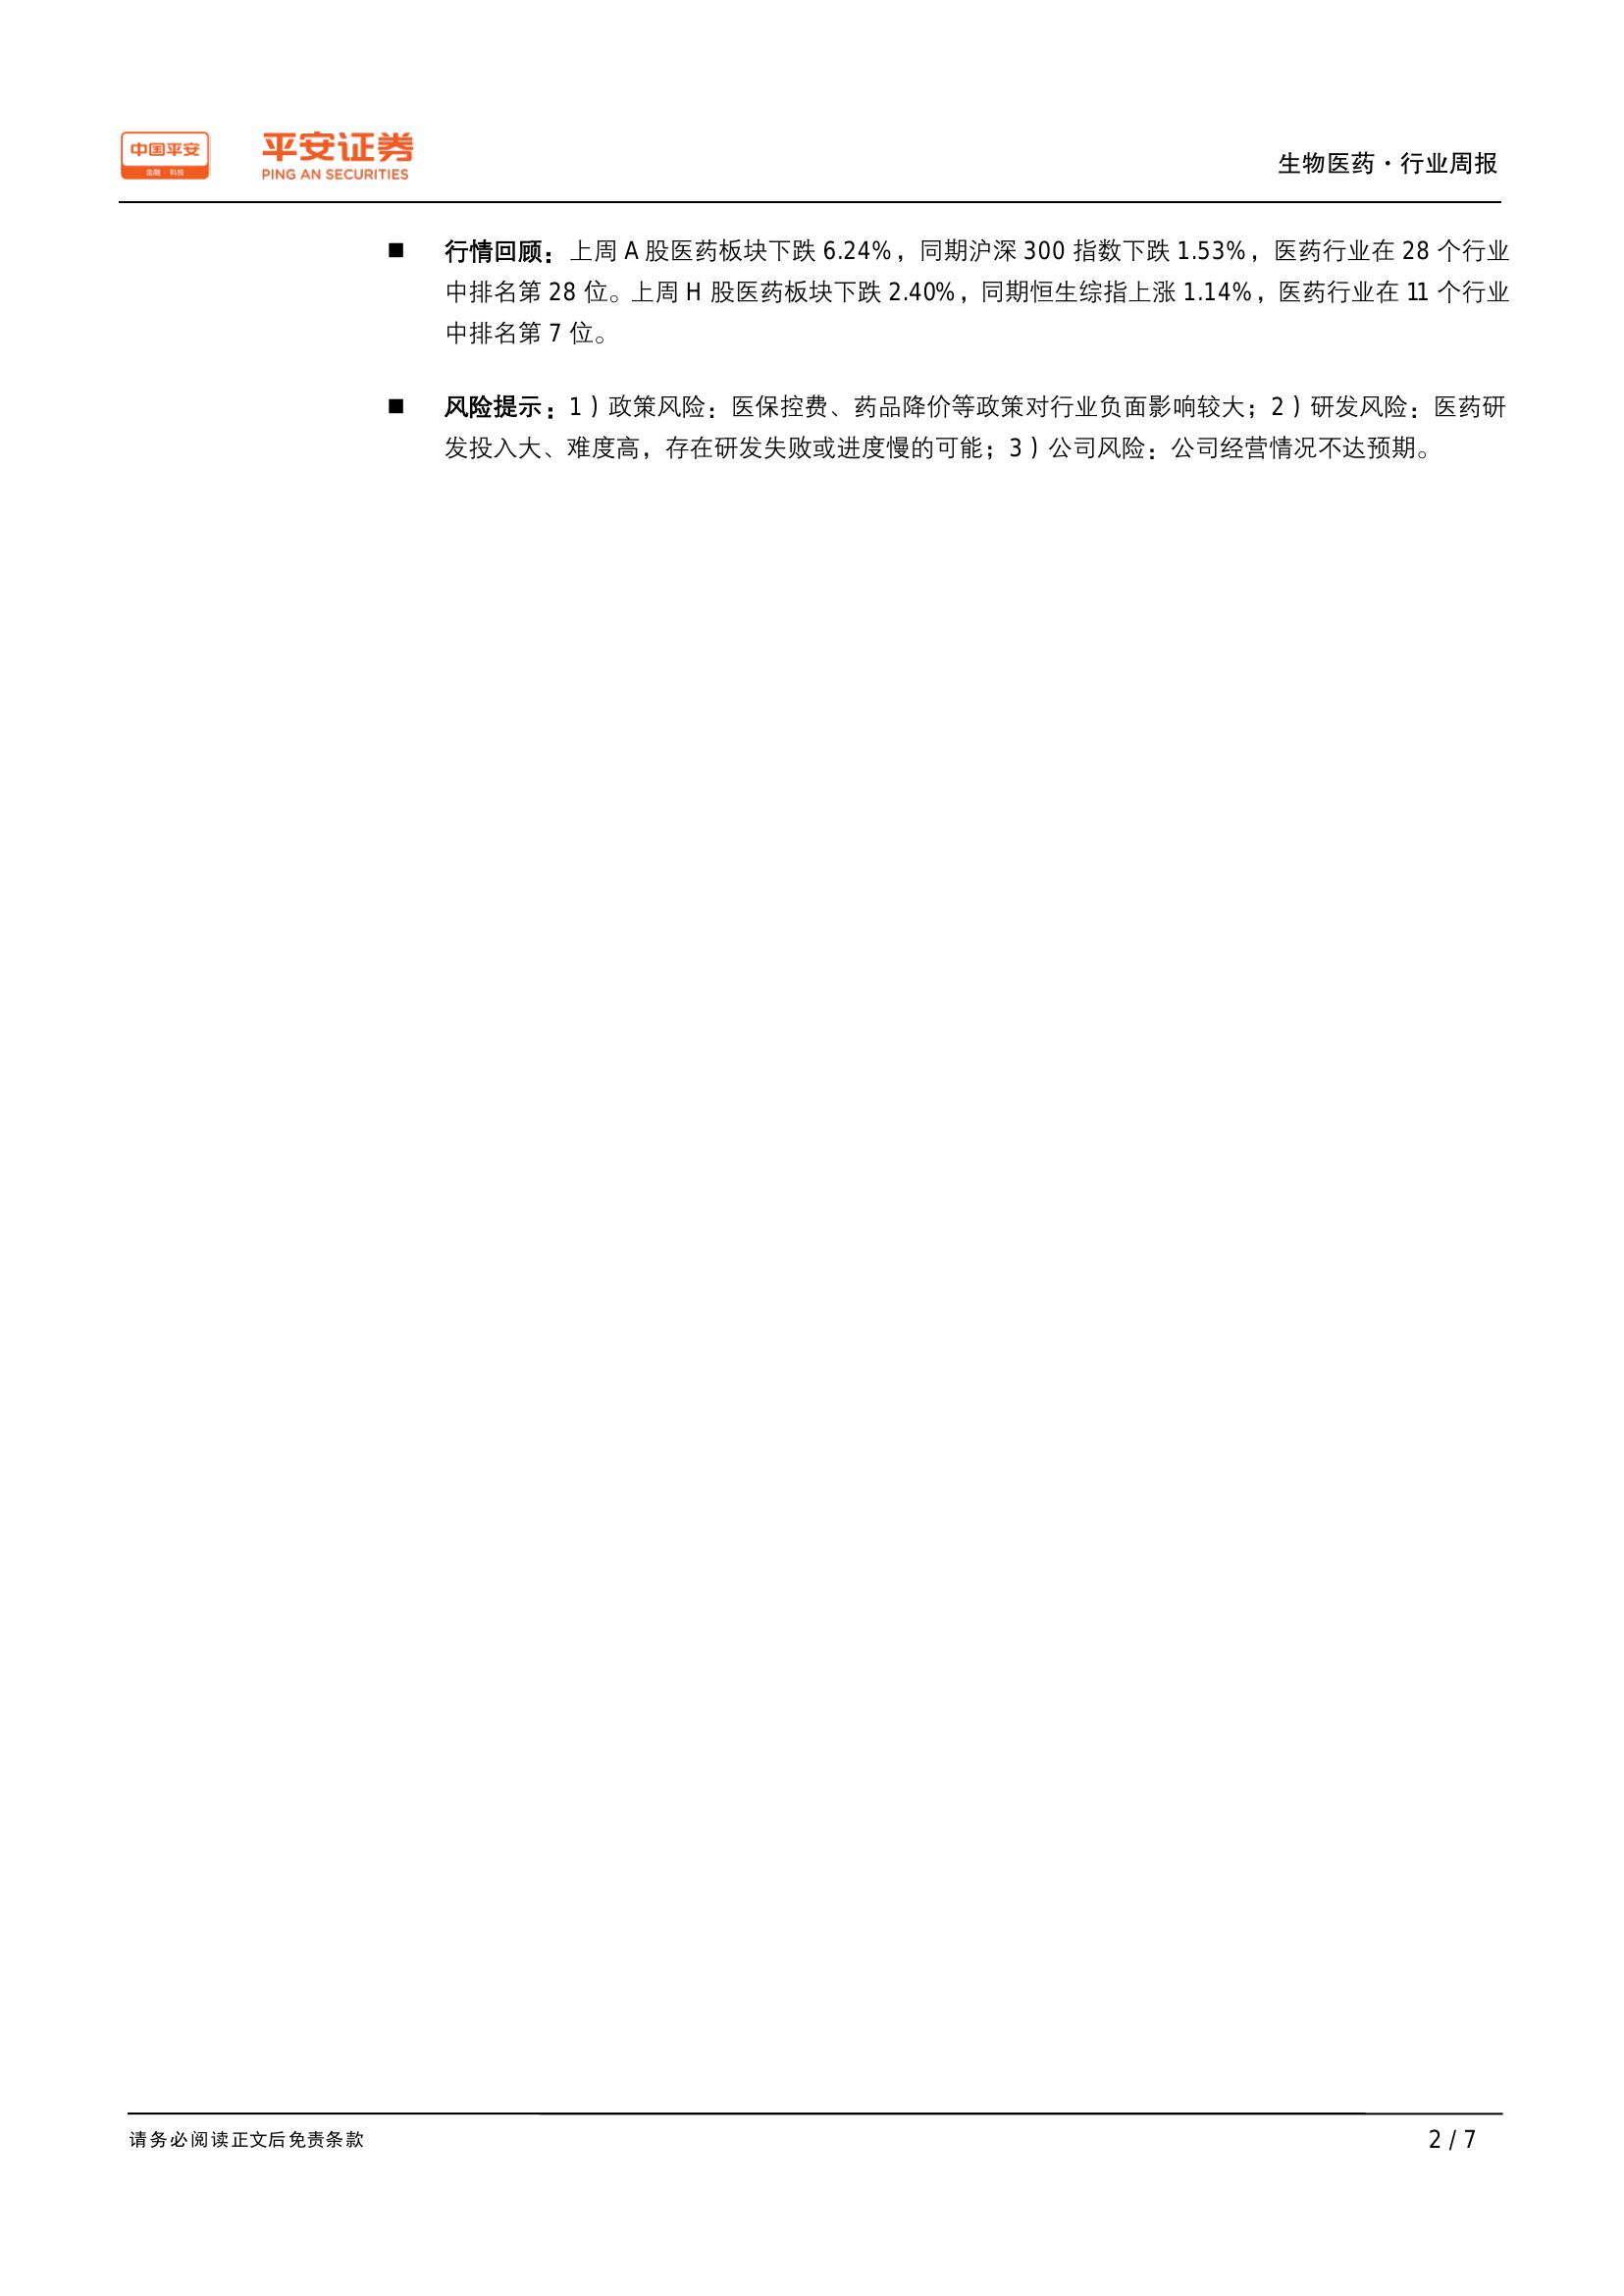 中国平安
金融·科技
平安证券
PING AN SECURITIES
生物医药·行业周报
■ 行情回顾：上周 A 股医药板块下跌 6.24%，同期沪深 300 指数下跌 1.53%，医药行业在 28 个行业
中排名第 28 位。上周 H 股医药板块下跌 2.40%，同期恒生综指上涨 1.14%，医药行业在 11 个行业
中排名第 7 位。
■ 风险提示：1）政策风险：医保控费、药品降价等政策对行业负面影响较大；2）研发风险：医药研
发投入大、难度高，存在研发失败或进度慢的可能；3）公司风险：公司经营情况不达预期。
请务必阅读正文后免责条款
2 / 7